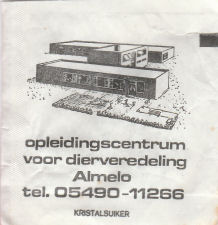 opleidingscentrum
voor dierveredeling
Almelo
tel. 05490-11266
KRISTALSUIKER